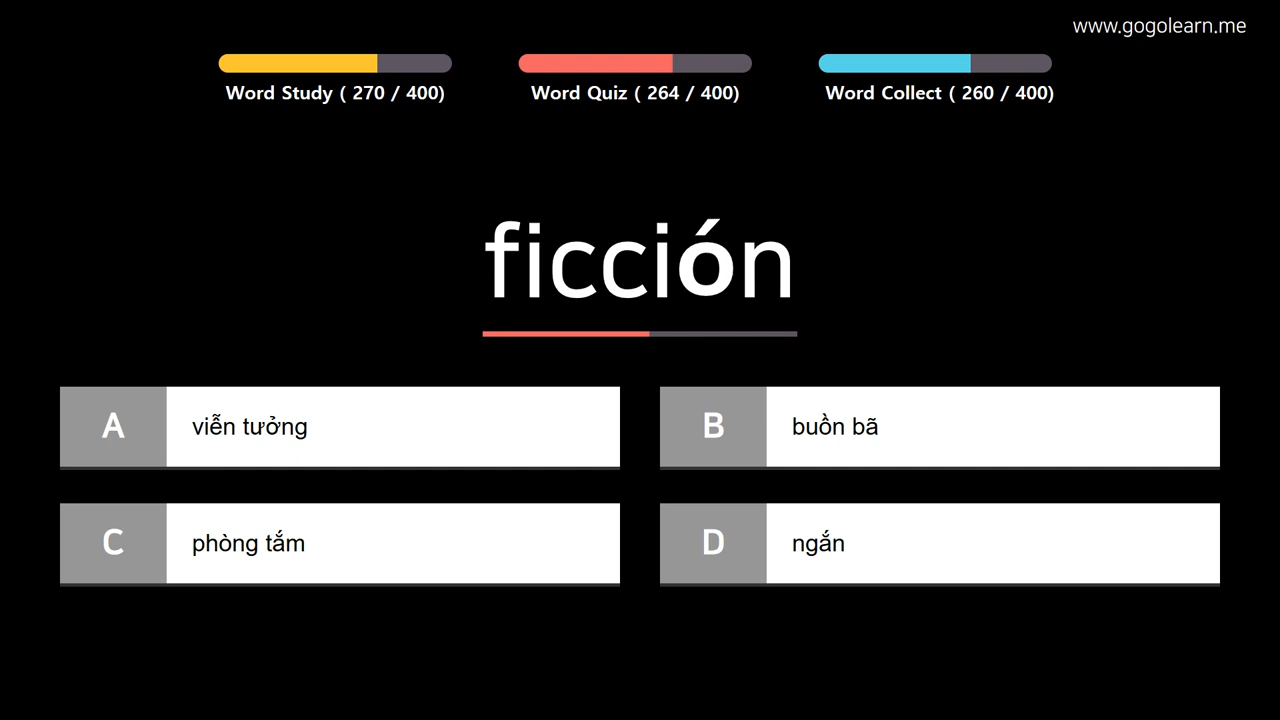 www.gogolearn.me
Word Study ( 270 / 400)
Word Quiz ( 264 / 400)
Word Collect ( 260 / 400)
ficción
A viễn tưởng
B buồn bã
C phòng tắm
D ngắn